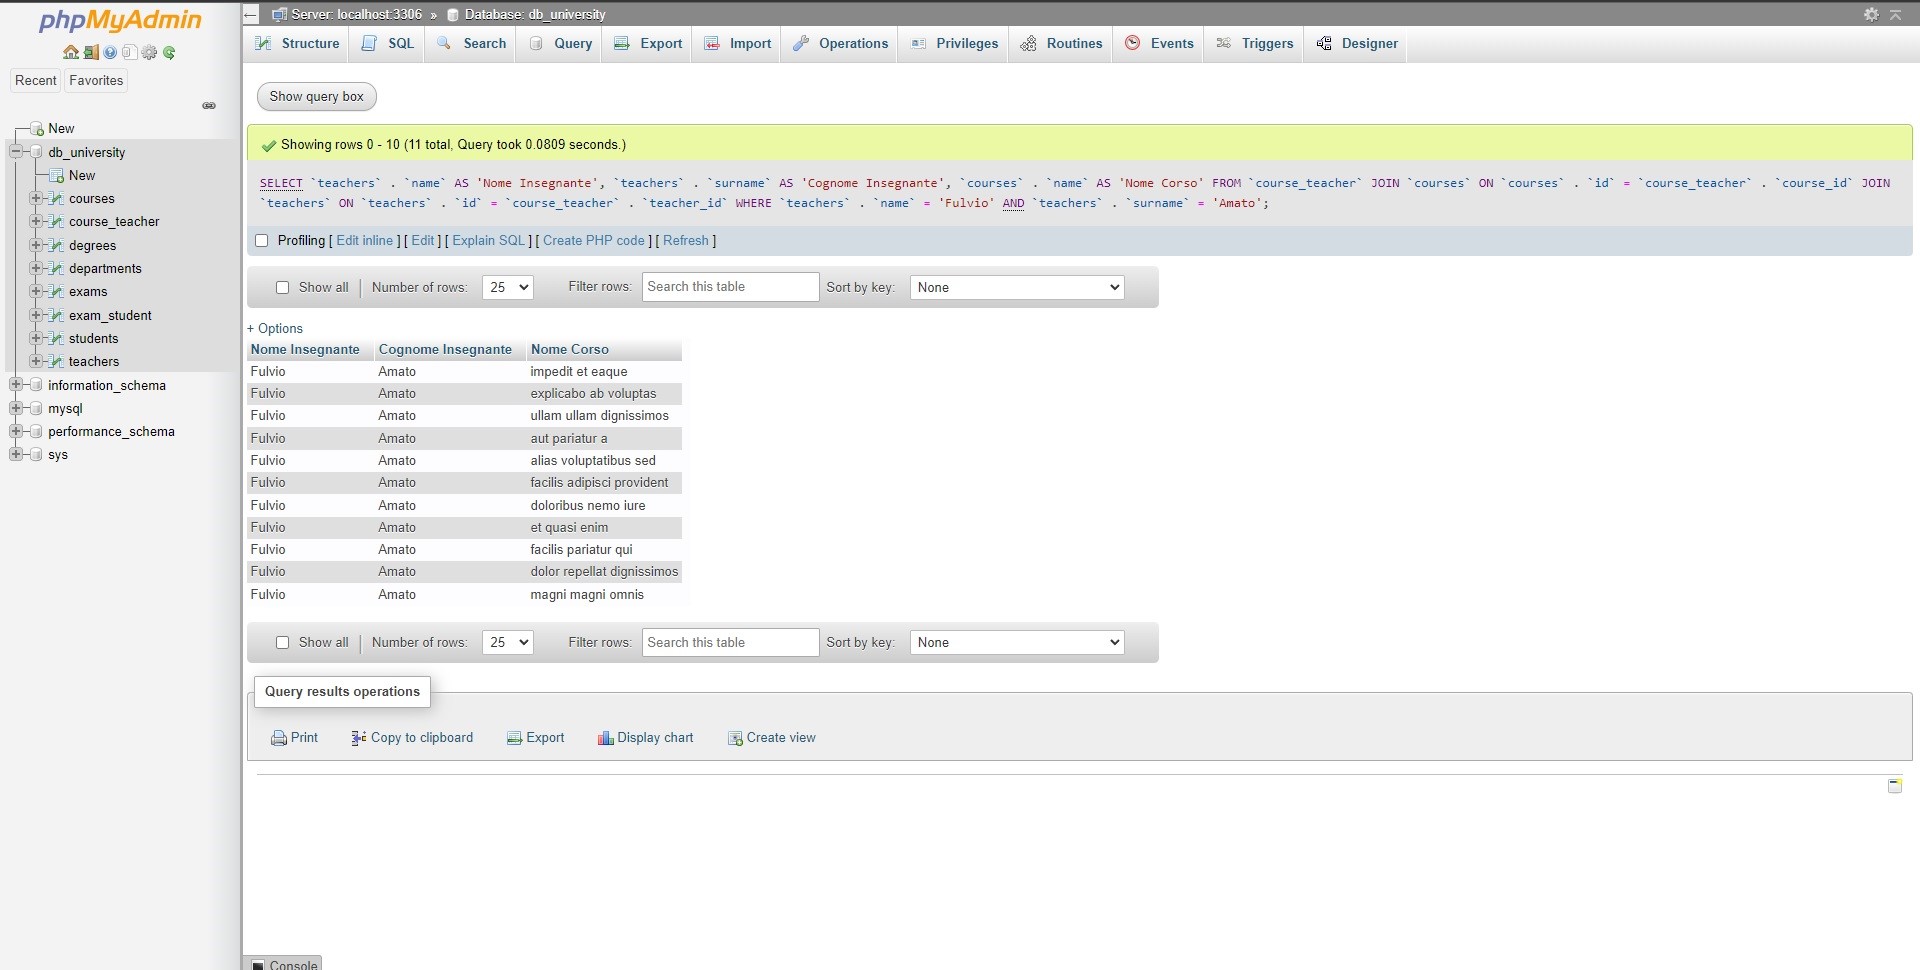 phpMyAdmin
Recent Favorites
New
db_university
New
courses
course_teacher
degrees
departments
exams
exam_student
students
teachers
information_schema
mysql
performance_schema
sys
Server: localhost:3306 » Database: db_university
Structure SQL Search Query Export Import Operations Privileges Routines Events Triggers Designer
Show query box
Showing rows 0 - 10 (11 total, Query took 0.0809 seconds.)
SELECT `teachers` . `name` AS 'Nome Insegnante', `teachers` . `surname` AS 'Cognome Insegnante', `courses` . `name` AS 'Nome Corso' FROM `course_teacher` JOIN `courses` ON `courses` . `id` = `course_teacher` . `course_id` JOIN
`teachers` ON `teachers` . `id` = `course_teacher` . `teacher_id` WHERE `teachers` . `name` = 'Fulvio' AND `teachers` . `surname` = 'Amato';
Profiling [ Edit inline ] [ Edit ] [ Explain SQL ] [ Create PHP code ] [ Refresh ]
Show all | Number of rows: 25 Filter rows: Search this table Sort by key: None
+ Options
Nome Insegnante Cognome Insegnante Nome Corso
Fulvio Amato impedit et eaque
Fulvio Amato explicabo ab voluptas
Fulvio Amato ullam ullam dignissimos
Fulvio Amato aut pariatur a
Fulvio Amato alias voluptatibus sed
Fulvio Amato facilis adipisci provident
Fulvio Amato doloribus nemo iure
Fulvio Amato et quasi enim
Fulvio Amato facilis pariatur qui
Fulvio Amato dolor repellat dignissimos
Fulvio Amato magni magni omnis
Show all | Number of rows: 25 Filter rows: Search this table Sort by key: None
Query results operations
Print Copy to clipboard Export Display chart Create view
Console